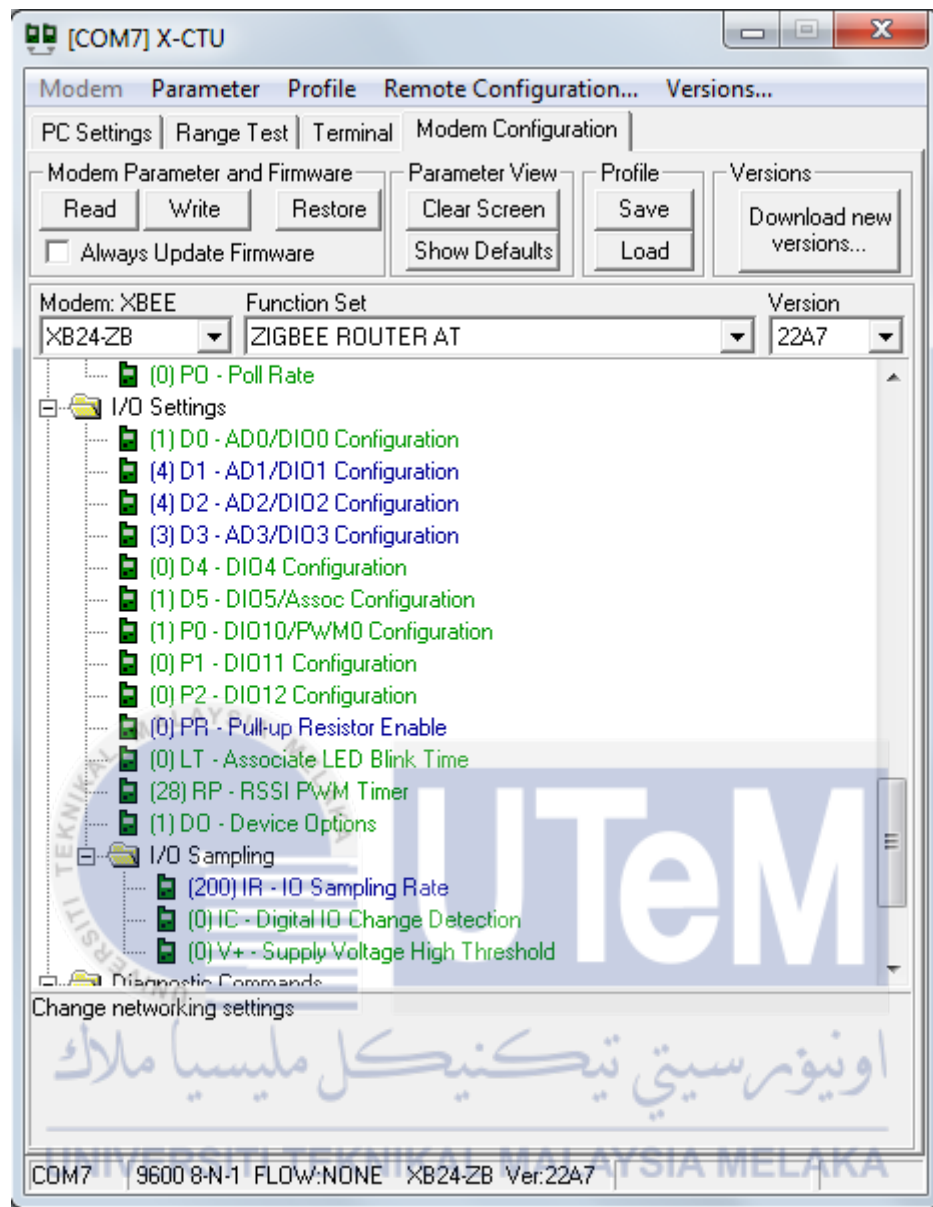 [COM7] X-CTU
Modem Parameter Profile Remote Configuration... Versions...
PC Settings Range Test Terminal Modem Configuration
Modem Parameter and Firmware Parameter View Profile Versions
Read Write Restore Clear Screen Save Download new versions...
Always Update Firmware Show Defaults Load
Modem: XBEE Function Set Version
XB24-ZB ZIGBEE ROUTER AT 22A7
(0) PO - Poll Rate
I/O Settings
(1) D0 - AD0/DIO0 Configuration
(4) D1 - AD1/DIO1 Configuration
(4) D2 - AD2/DIO2 Configuration
(3) D3 - AD3/DIO3 Configuration
(0) D4 - DIO4 Configuration
(1) D5 - DIO5/Assoc Configuration
(1) P0 - DIO10/PWM0 Configuration
(0) P1 - DIO11 Configuration
(0) P2 - DIO12 Configuration
(0) PR - Pull-up Resistor Enable
(0) LT - Associate LED Blink Time
(28) RP - RSSI PWM Timer
(1) DO - Device Options
I/O Sampling
(200) IR - IO Sampling Rate
(0) IC - Digital IO Change Detection
(0) V+ - Supply Voltage High Threshold
Diagnostic Commands
Change networking settings
UNIVERSITI TEKNIKAL MALAYSIA MELAKA
UTeM
اونيۏرسيتي تيكنيكل مليسيا ملاك
UNIVERSITI TEKNIKAL MALAYSIA MELAKA
COM7 9600 8-N-1 FLOW:NONE XB24-ZB Ver:22A7